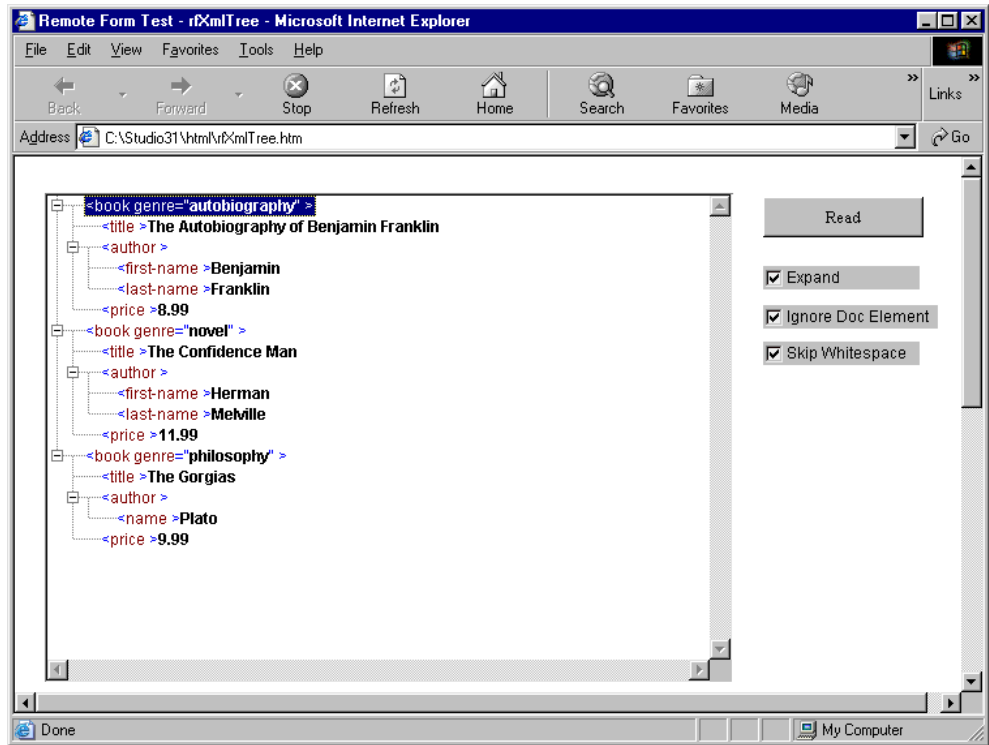 Remote Form Test - rfXmlTree - Microsoft Internet Explorer
File Edit View Favorites Tools Help
Back Forward Stop Refresh Home Search Favorites Media » Links »
Address C:\Studio31\html\rfXmlTree.htm Go
<book genre="autobiography" >
<title >The Autobiography of Benjamin Franklin
<author >
<first-name >Benjamin
<last-name >Franklin
<price >8.99
<book genre="novel" >
<title >The Confidence Man
<author >
<first-name >Herman
<last-name >Melville
<price >11.99
<book genre="philosophy" >
<title >The Gorgias
<author >
<name >Plato
<price >9.99
Read
Expand
Ignore Doc Element
Skip Whitespace
Done My Computer